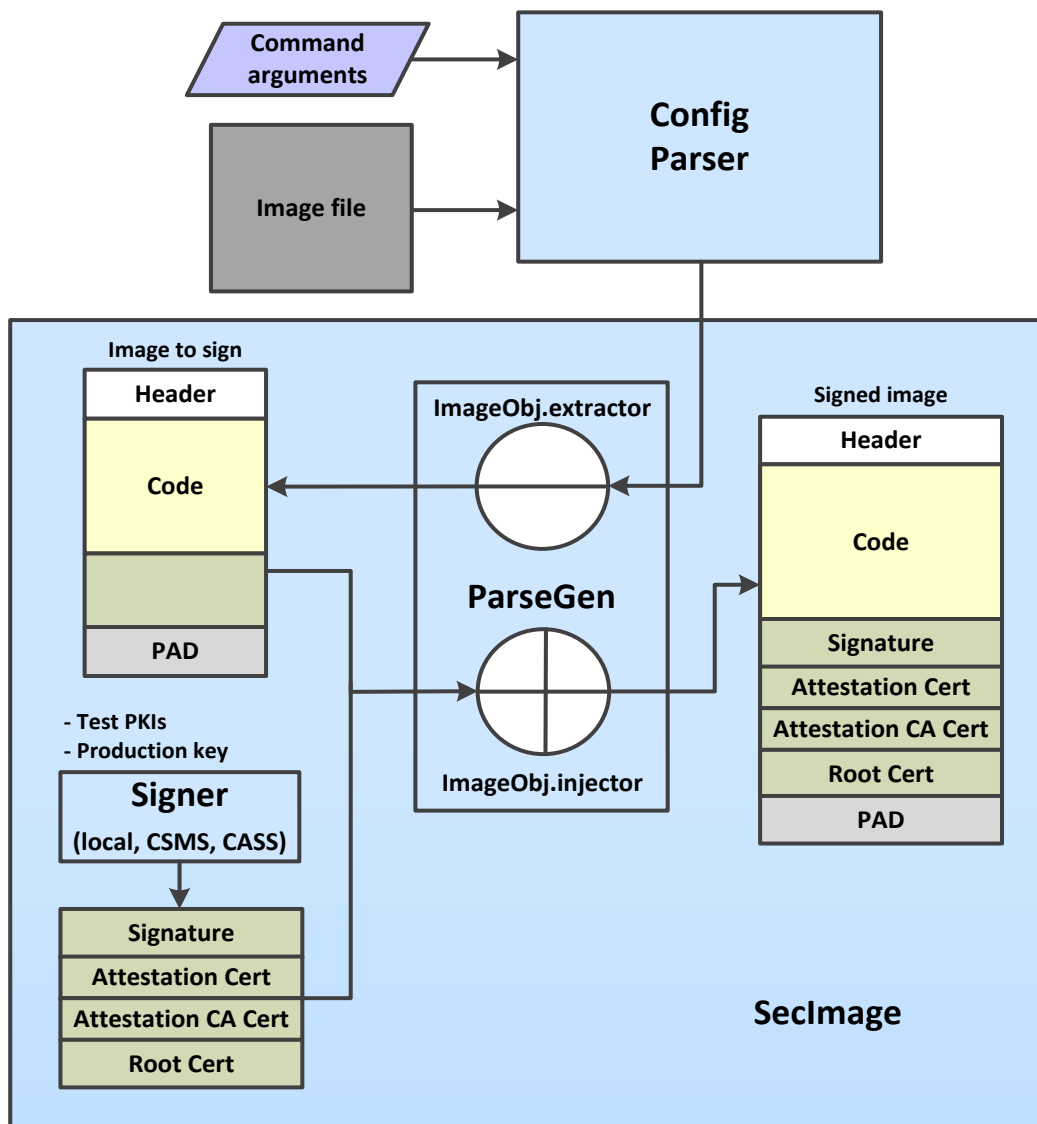 Command
arguments
Config
Parser
Image file
Image to sign
Header
Code
PAD
ImageObj.extractor
ParseGen
ImageObj.injector
Signed image
Header
Code
Signature
Attestation Cert
Attestation CA Cert
Root Cert
PAD
- Test PKIs
- Production key
Signer
(local, CSMS, CASS)
Signature
Attestation Cert
Attestation CA Cert
Root Cert
SecImage